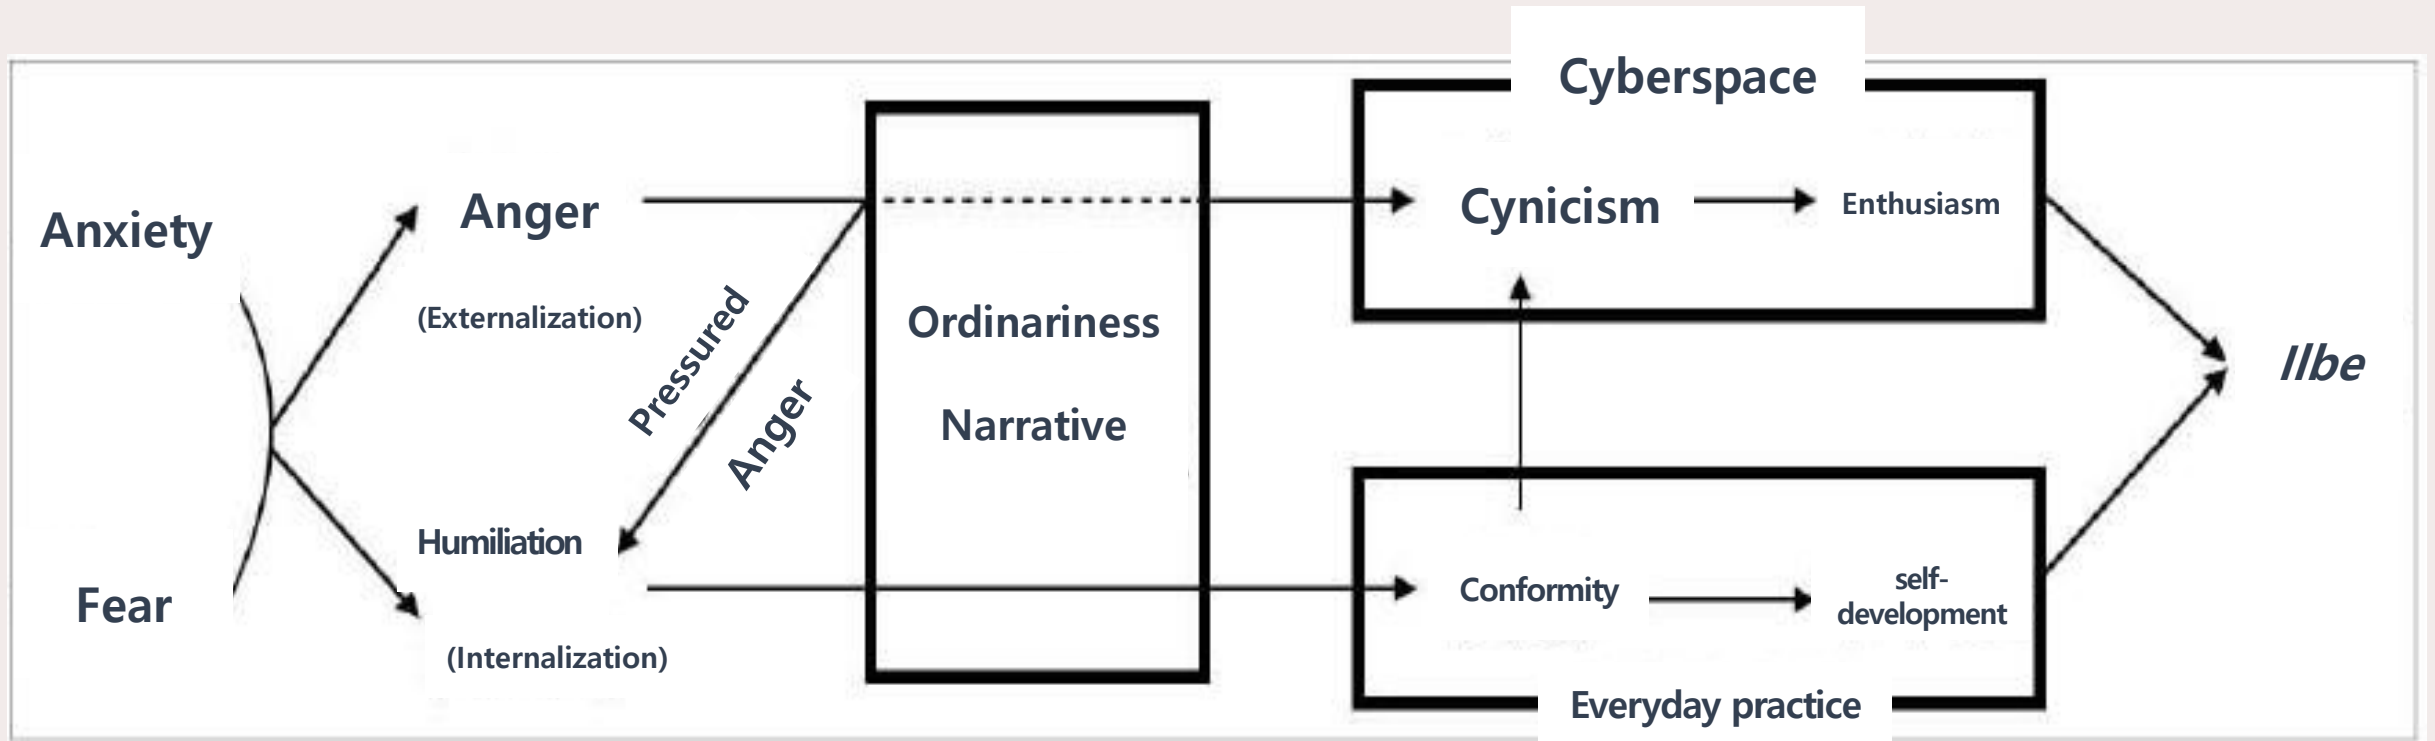 Cyberspace
Anxiety
Anger
(Externalization)
Cynicism
Enthusiasm
Pressured
Anger
Ordinariness
Narrative
Ilbe
Fear
Humiliation
(Internalization)
Conformity
self-
development
Everyday practice